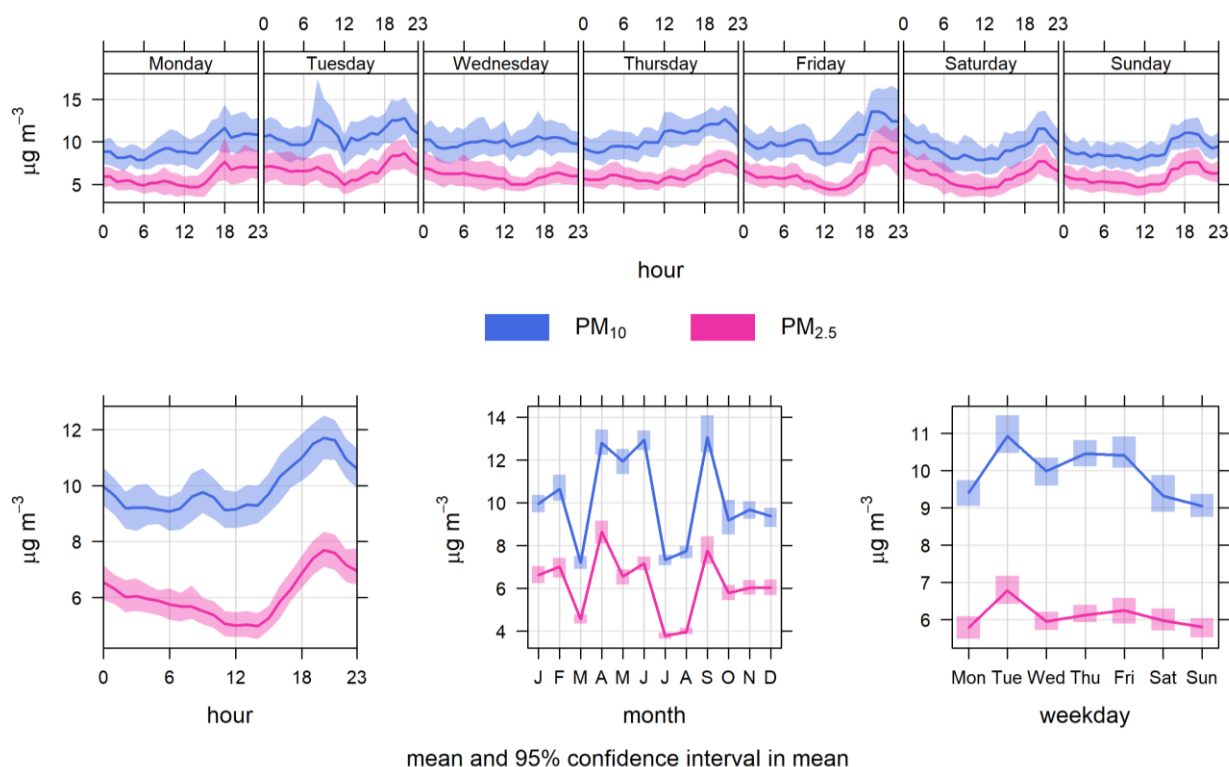 0 12 23 0 12 23 0 12 23 0 12 23
6 18 6 18 6 18
Monday Tuesday Wednesday Thursday Friday Saturday Sunday
15
10
5
µg m⁻³
0 6 12 18 23 0 6 12 18 23 0 6 12 18 23 0 6 12 18 23
hour
PM₁₀ PM₂.₅
12
10
8
6
µg m⁻³
0 6 12 18 23
hour
14
12
10
8
6
4
µg m⁻³
J F M A M J J A S O N D
month
11
10
9
8
7
6
µg m⁻³
Mon Tue Wed Thu Fri Sat Sun
weekday
mean and 95% confidence interval in mean